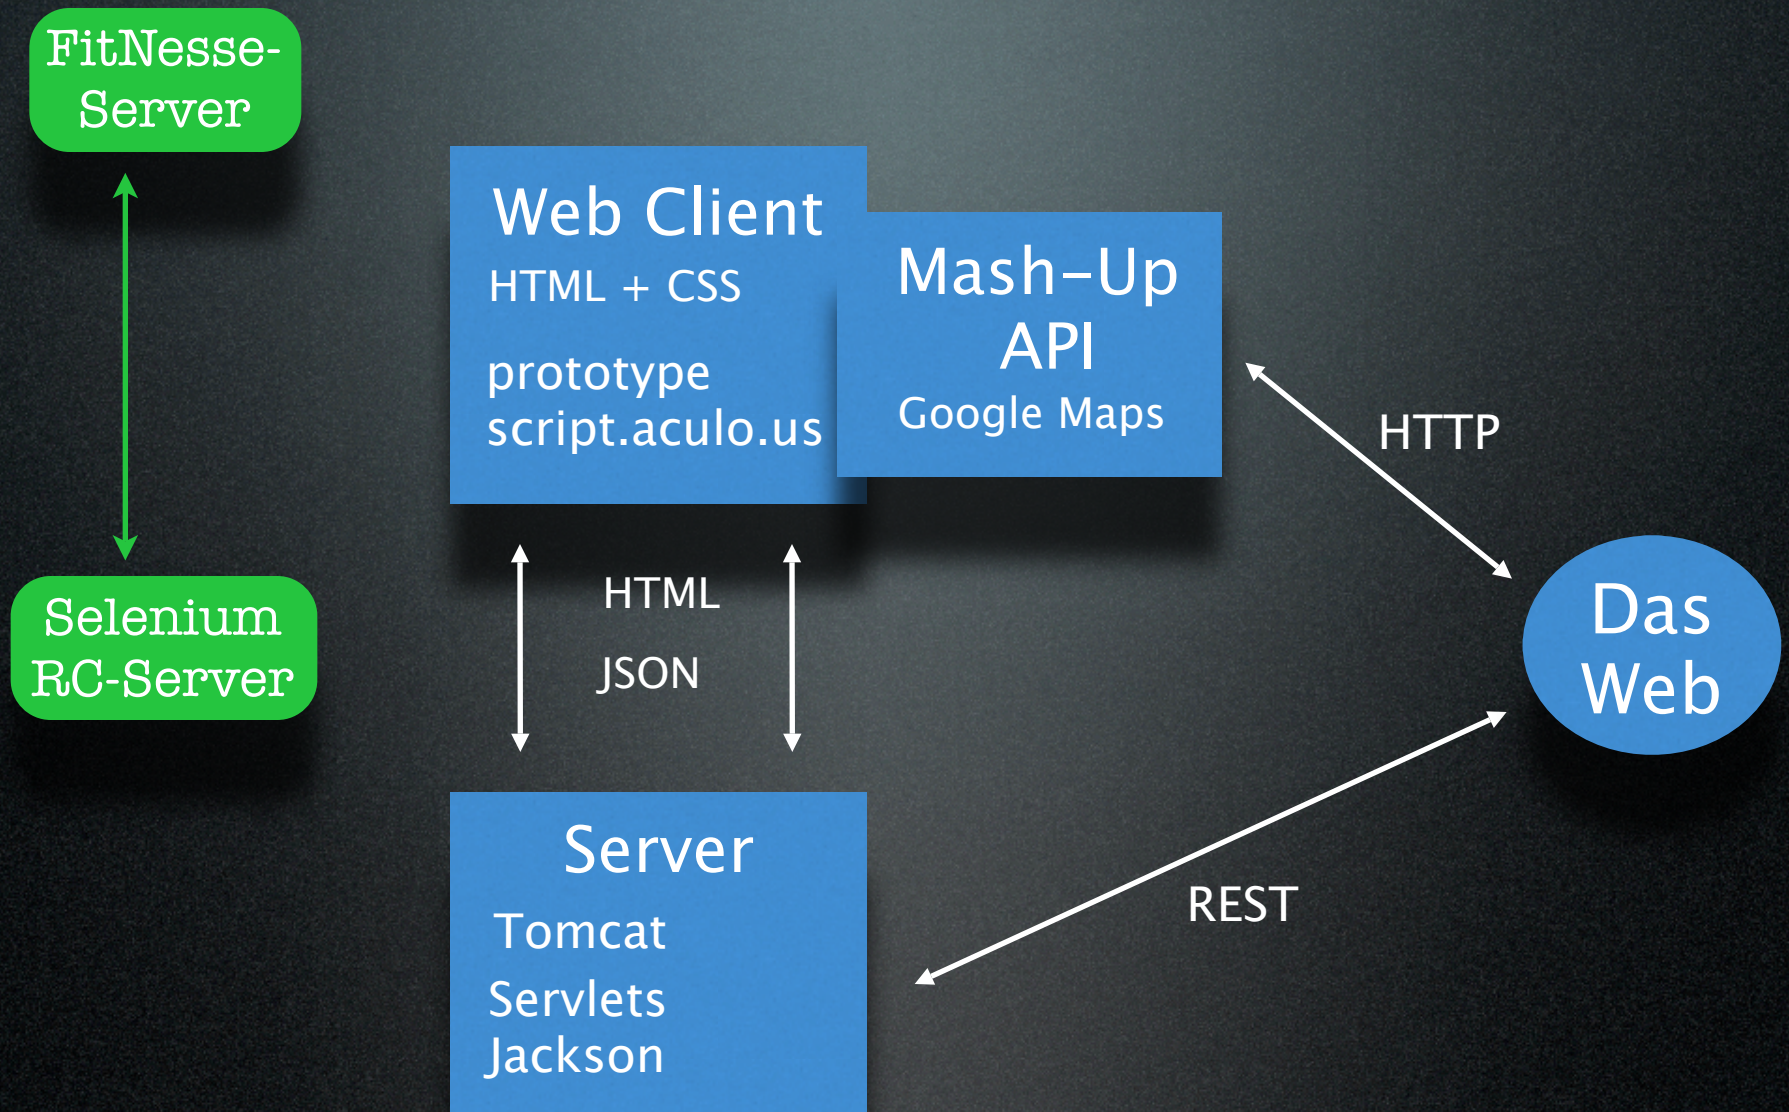 FitNesse-
Server
Web Client
HTML + CSS
prototype
script.aculo.us
Mash-Up
API
Google Maps
HTTP
HTML
JSON
Selenium
RC-Server
Das
Web
Server
Tomcat
Servlets
Jackson
REST